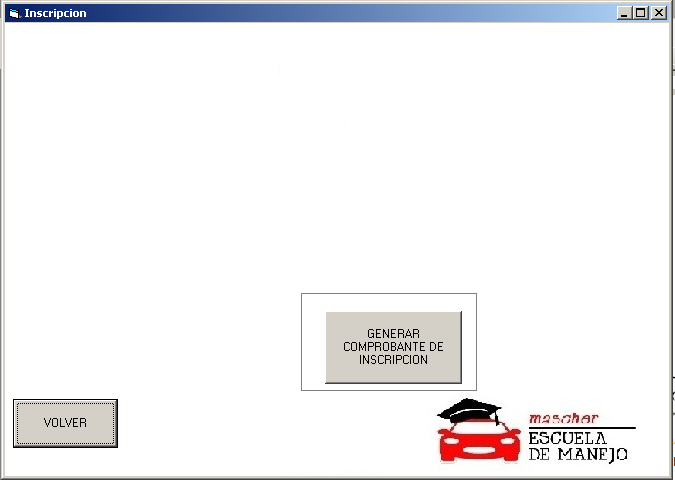 Inscripcion
GENERAR
COMPROBANTE DE
INSCRIPCION
VOLVER
mascher
ESCUELA
DE MANEJO